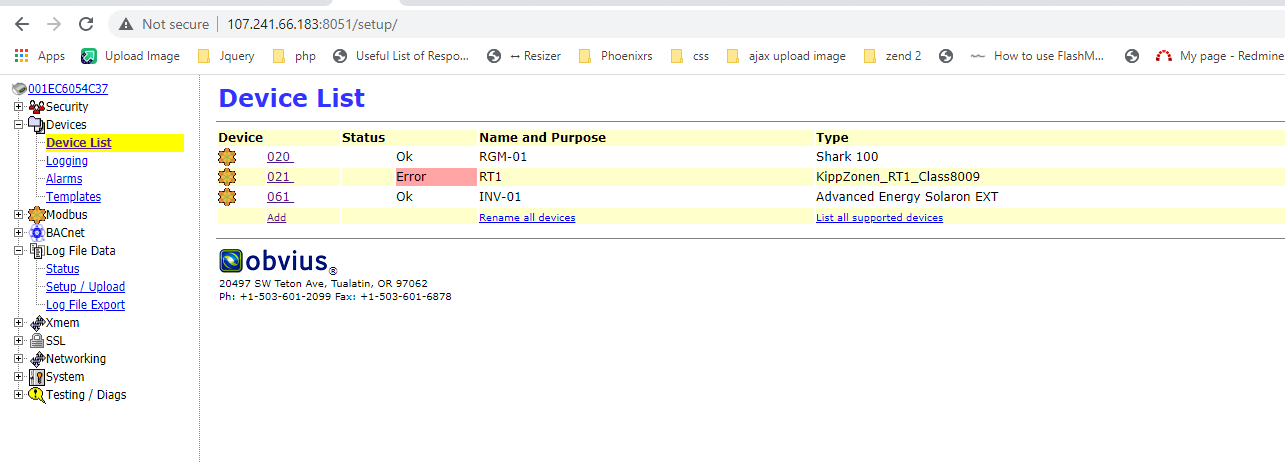 Not secure | 107.241.66.183:8051/setup/
Apps Upload Image Jquery php Useful List of Respo... ↔ Resizer Phoenixrs css ajax upload image zend 2 How to use FlashM... My page - Redmine
001EC6054C37
Security
Devices
Device List
Logging
Alarms
Templates
Modbus
BACnet
Log File Data
Status
Setup / Upload
Log File Export
Xmem
SSL
Networking
System
Testing / Diags
Device List
Device Status Name and Purpose Type
020 Ok RGM-01 Shark 100
021 Error RT1 KippZonen_RT1_Class8009
061 Ok INV-01 Advanced Energy Solaron EXT
Add Rename all devices List all supported devices
obvius®
20497 SW Teton Ave, Tualatin, OR 97062
Ph: +1-503-601-2099 Fax: +1-503-601-6878